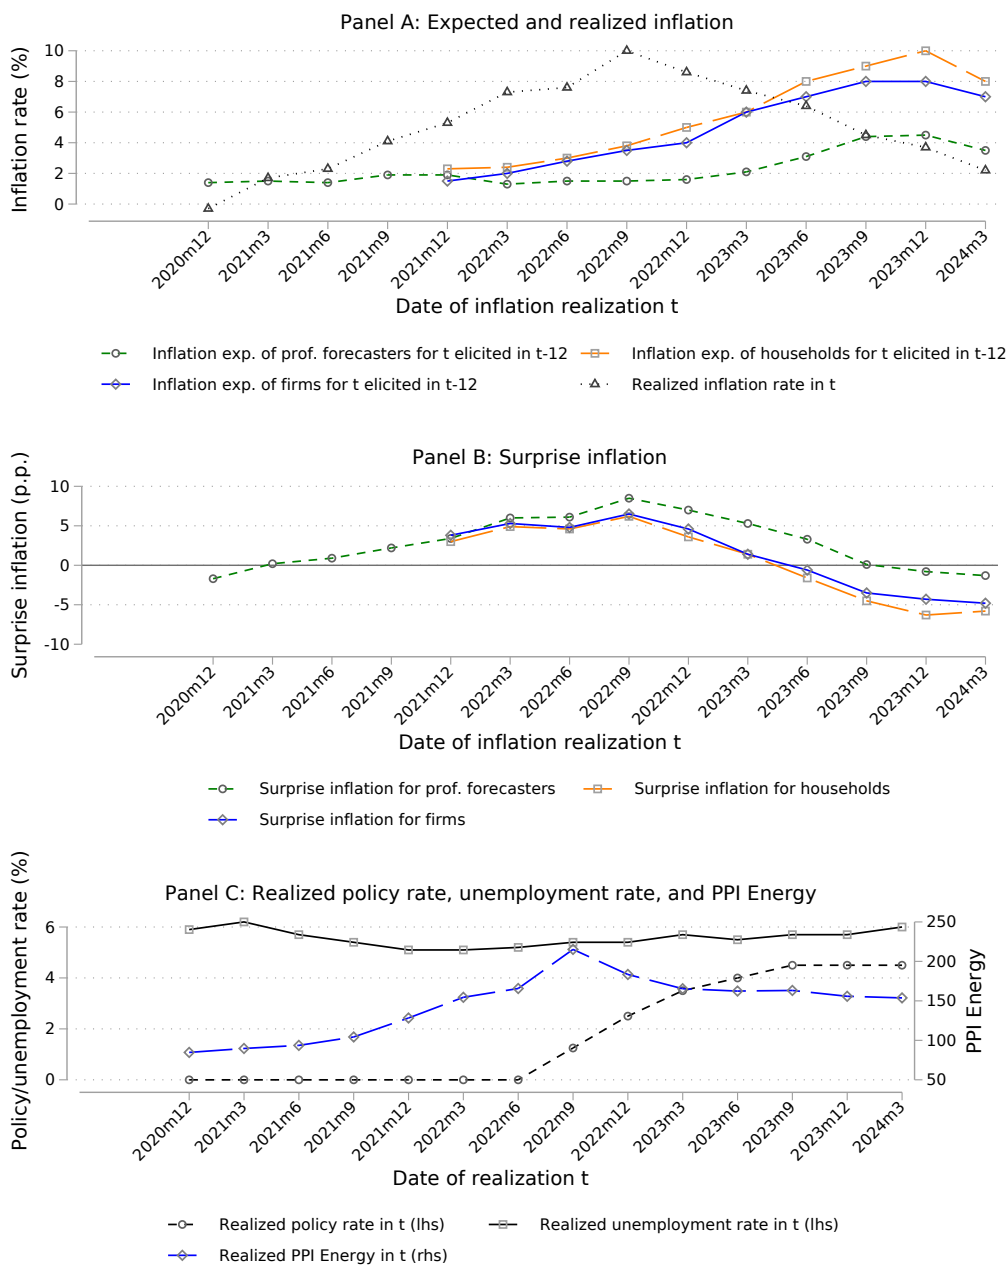 Panel A: Expected and realized inflation
Inflation rate (%)
10
8
6
4
2
0
2020m12
2021m3
2021m6
2021m9
2021m12
2022m3
2022m6
2022m9
2022m12
2023m3
2023m6
2023m9
2023m12
2024m3
Date of inflation realization t
Inflation exp. of prof. forecasters for t elicited in t-12
Inflation exp. of households for t elicited in t-12
Inflation exp. of firms for t elicited in t-12
Realized inflation rate in t
Panel B: Surprise inflation
Surprise inflation (p.p.)
10
5
0
-5
-10
2020m12
2021m3
2021m6
2021m9
2021m12
2022m3
2022m6
2022m9
2022m12
2023m3
2023m6
2023m9
2023m12
2024m3
Date of inflation realization t
Surprise inflation for prof. forecasters
Surprise inflation for households
Surprise inflation for firms
Panel C: Realized policy rate, unemployment rate, and PPI Energy
Policy/unemployment rate (%)
6
4
2
0
250
200
150
100
50
PPI Energy
2020m12
2021m3
2021m6
2021m9
2021m12
2022m3
2022m6
2022m9
2022m12
2023m3
2023m6
2023m9
2023m12
2024m3
Date of realization t
Realized policy rate in t (lhs)
Realized unemployment rate in t (lhs)
Realized PPI Energy in t (rhs)